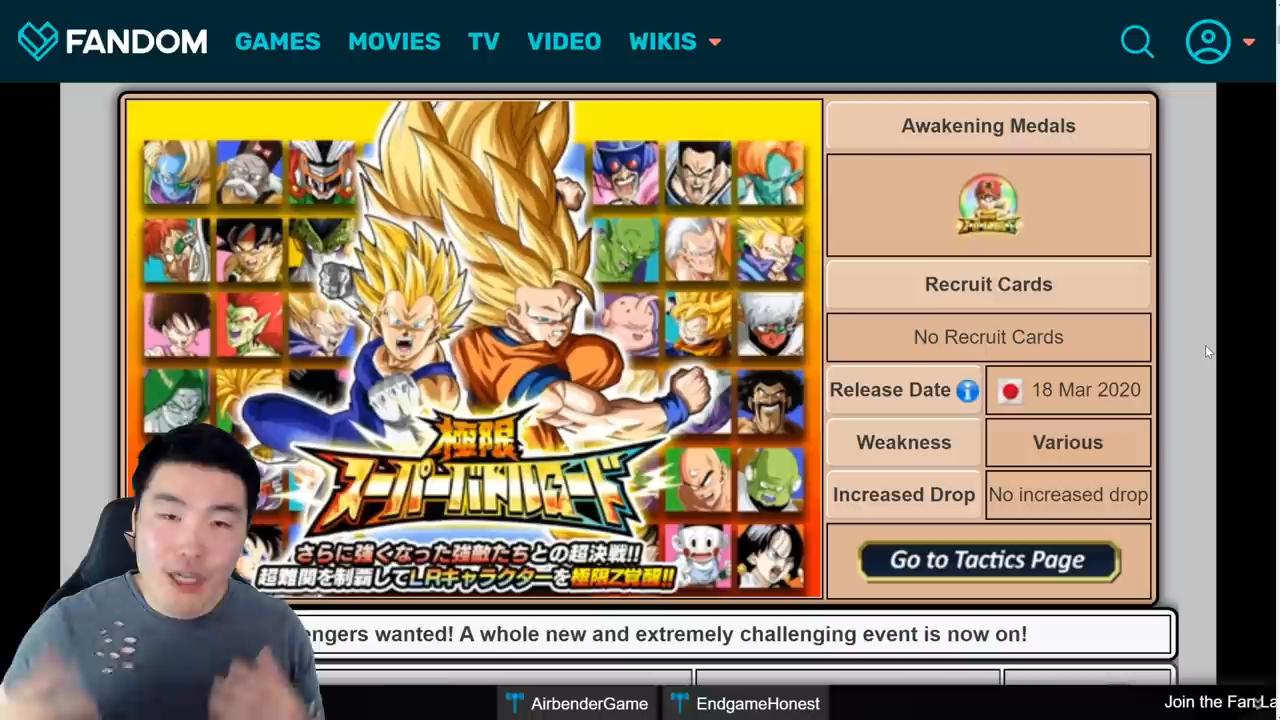 FANDOM GAMES MOVIES TV VIDEO WIKIS
Awakening Medals
Recruit Cards
No Recruit Cards
Release Date 18 Mar 2020
Weakness Various
Increased Drop No increased drop
Go to Tactics Page
極限
スーパーバトルロード
さらに強くなった強敵たちとの超決戦!!
超難関を制覇してLRキャラクターを極限Z覚醒!!
engers wanted! A whole new and extremely challenging event is now on!
AirbenderGame EndgameHonest
Join the Fan La